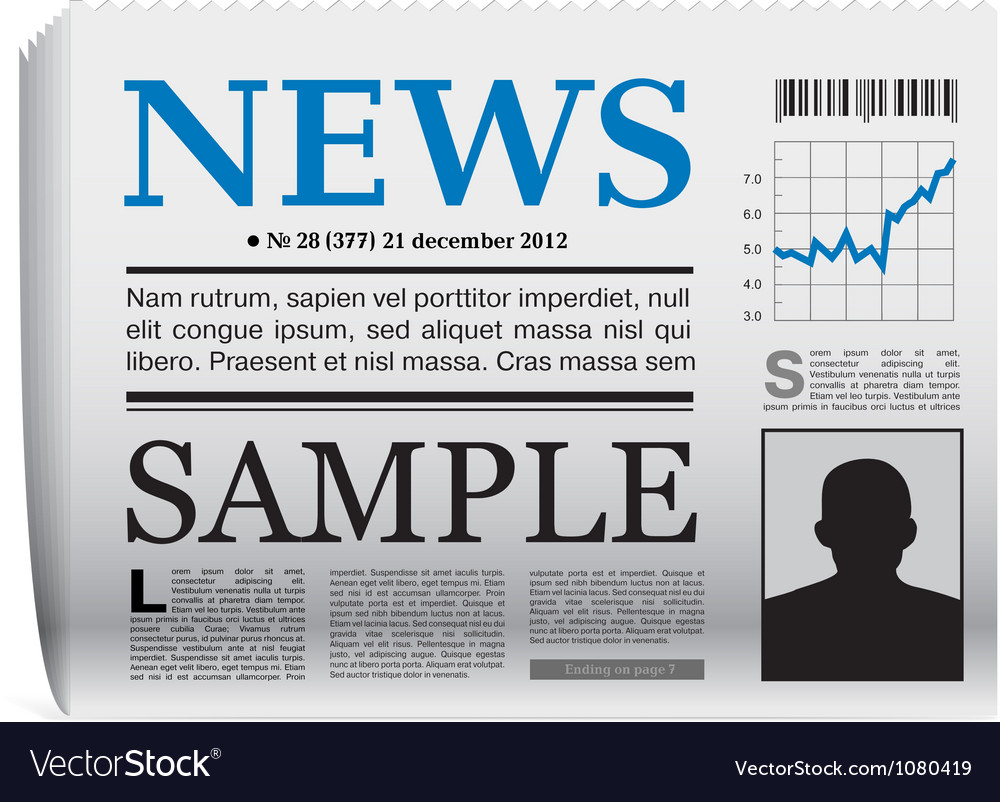 NEWS
● № 28 (377) 21 december 2012
Nam rutrum, sapien vel porttitor imperdiet, null
elit congue ipsum, sed aliquet massa nisl qui
libero. Praesent et nisl massa. Cras massa sem
7.0
6.0
5.0
4.0
3.0
Sorem ipsum dolor sit amet,
consectetur adipiscing elit.
Vestibulum venenatis nulla ut turpis
convallis at pharetra diam tempor.
Etiam vel leo turpis. Vestibulum ante
ipsum primis in faucibus orci luctus et ultrices
SAMPLE
Lorem ipsum dolor sit amet,
consectetur adipiscing elit.
Vestibulum venenatis nulla ut turpis
convallis at pharetra diam tempor.
Etiam vel leo turpis. Vestibulum ante
ipsum primis in faucibus orci luctus et ultrices
posuere cubilia Curae; Vivamus rutrum
consectetur purus, id pulvinar purus rhoncus at.
Suspendisse vestibulum ante at nisl feugiat
imperdiet. Suspendisse sit amet iaculis turpis.
Aenean eget velit libero, eget tempus mi. Etiam
sed nisi id est accumsan ullamcorper. Proin
imperdiet. Suspendisse sit amet iaculis turpis.
Aenean eget velit libero, eget tempus mi. Etiam
sed nisi id est accumsan ullamcorper. Proin
vulputate porta est et imperdiet. Quisque et
ipsum sed nibh bibendum luctus non at lacus.
Etiam vel lacinia lacus. Sed consequat nisl eu dui
gravida vitae scelerisque nisi sollicitudin.
Aliquam vel elit risus. Pellentesque in magna
justo, vel adipiscing augue. Quisque egestas
nunc et lacus porta porta. Aliquam erat volutpat.
Sed auctor tristique dolor in venenatis.
vulputate porta est et imperdiet. Quisque et
ipsum sed nibh bibendum luctus non at lacus.
Etiam vel lacinia lacus. Sed consequat nisl eu dui
gravida vitae scelerisque nisi sollicitudin.
Aliquam vel elit risus. Pellentesque in magna
justo, vel adipiscing augue. Quisque egestas
nunc et lacus porta porta. Aliquam erat volutpat.
Sed auctor tristique dolor in venenatis.
Ending on page 7
VectorStock®
VectorStock.com/1080419